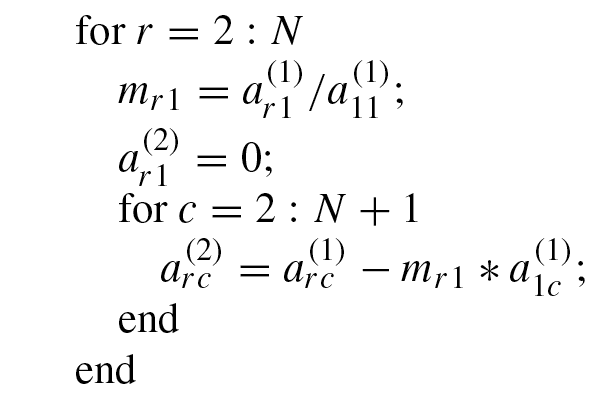 for r = 2 : N
m_{r1} = a_{r1}^{(1)}/a_{11}^{(1)};
a_{r1}^{(2)} = 0;
for c = 2 : N + 1
a_{rc}^{(2)} = a_{rc}^{(1)} − m_{r1} ∗ a_{1c}^{(1)};
end
end